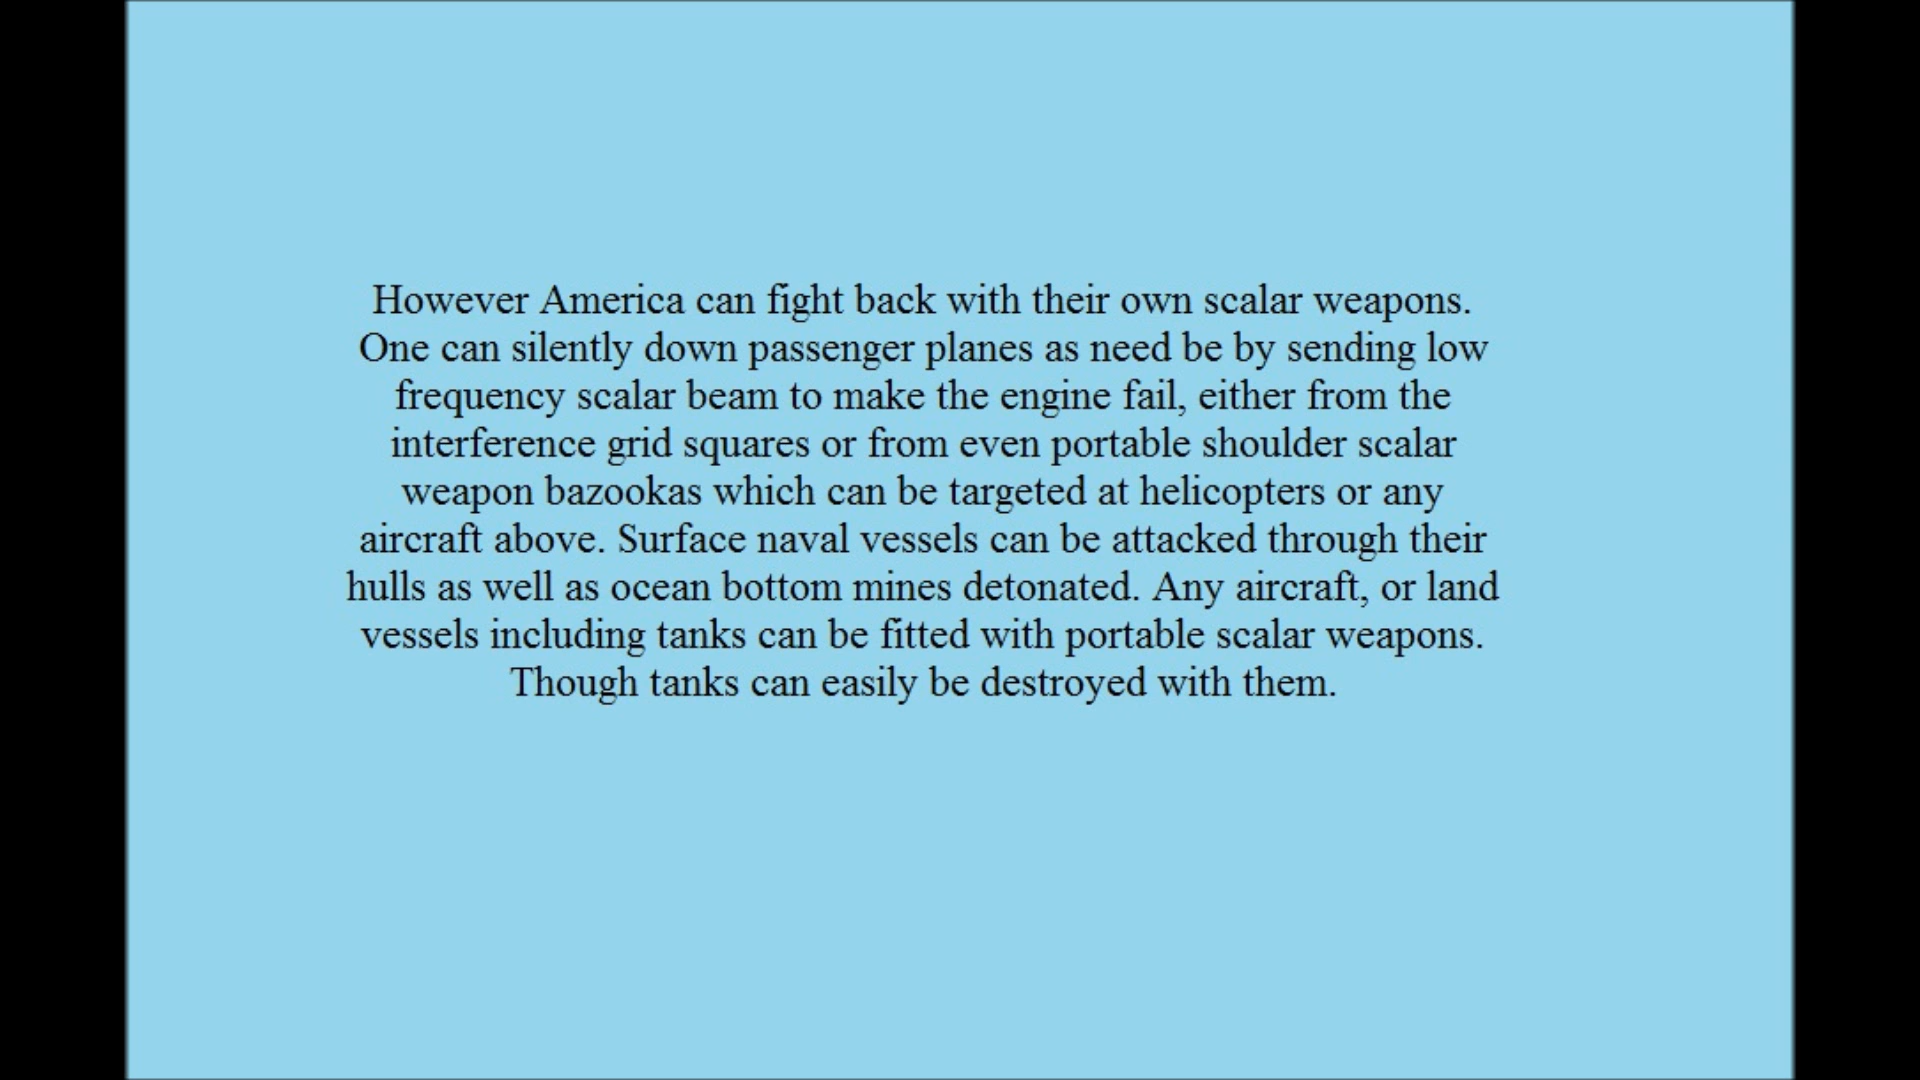 However America can fight back with their own scalar weapons.
One can silently down passenger planes as need be by sending low
frequency scalar beam to make the engine fail, either from the
interference grid squares or from even portable shoulder scalar
weapon bazookas which can be targeted at helicopters or any
aircraft above. Surface naval vessels can be attacked through their
hulls as well as ocean bottom mines detonated. Any aircraft, or land
vessels including tanks can be fitted with portable scalar weapons.
Though tanks can easily be destroyed with them.